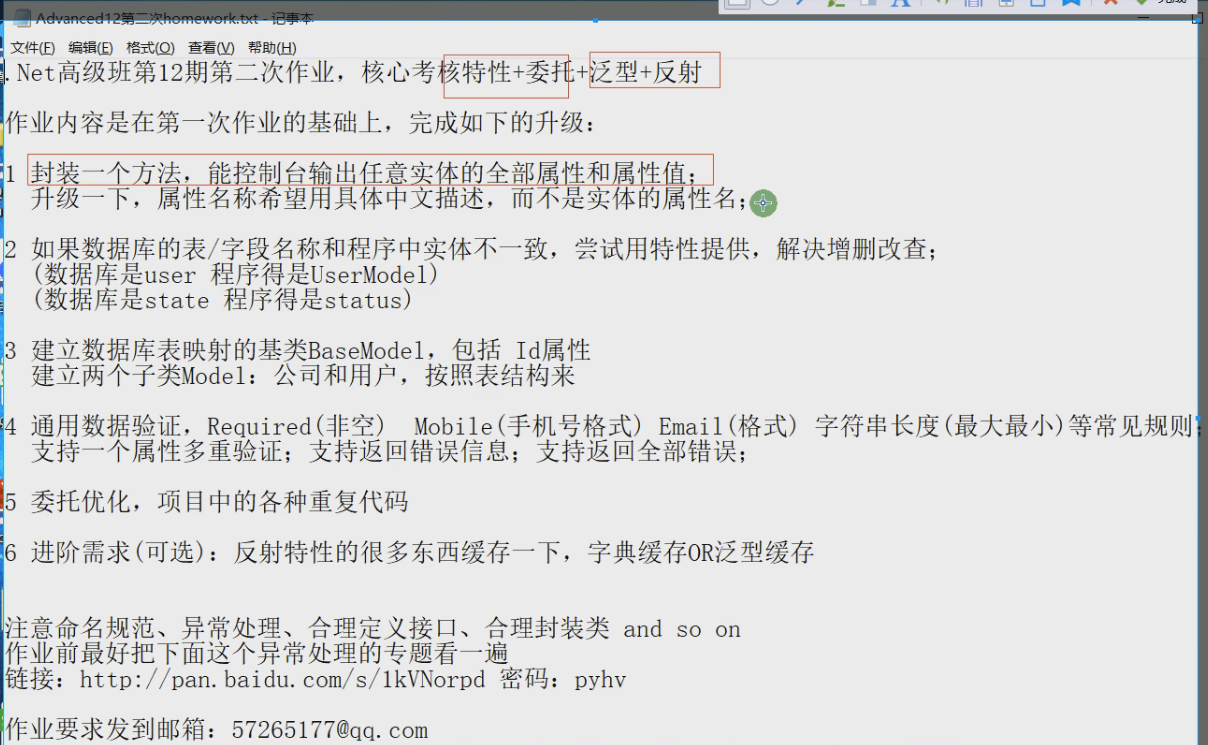 Advanced12第二次homework.txt - 记事本
完成
文件(F) 编辑(E) 格式(O) 查看(V) 帮助(H)
.Net高级班第12期第二次作业，核心考核特性+委托+泛型+反射
作业内容是在第一次作业的基础上，完成如下的升级：
1 封装一个方法，能控制台输出任意实体的全部属性和属性值；
升级一下，属性名称希望用具体中文描述，而不是实体的属性名；
2 如果数据库的表/字段名称和程序中实体不一致，尝试用特性提供，解决增删改查；
(数据库是user 程序得是UserModel)
(数据库是state 程序得是status)
3 建立数据库表映射的基类BaseModel，包括 Id属性
建立两个子类Model：公司和用户，按照表结构来
4 通用数据验证，Required(非空) Mobile(手机号格式) Email(格式) 字符串长度(最大最小)等常见规则；
支持一个属性多重验证；支持返回错误信息；支持返回全部错误；
5 委托优化，项目中的各种重复代码
6 进阶需求(可选)：反射特性的很多东西缓存一下，字典缓存OR泛型缓存
注意命名规范、异常处理、合理定义接口、合理封装类 and so on
作业前最好把下面这个异常处理的专题看一遍
链接：http://pan.baidu.com/s/1kVNorpd 密码：pyhv
作业要求发到邮箱：57265177@qq.com